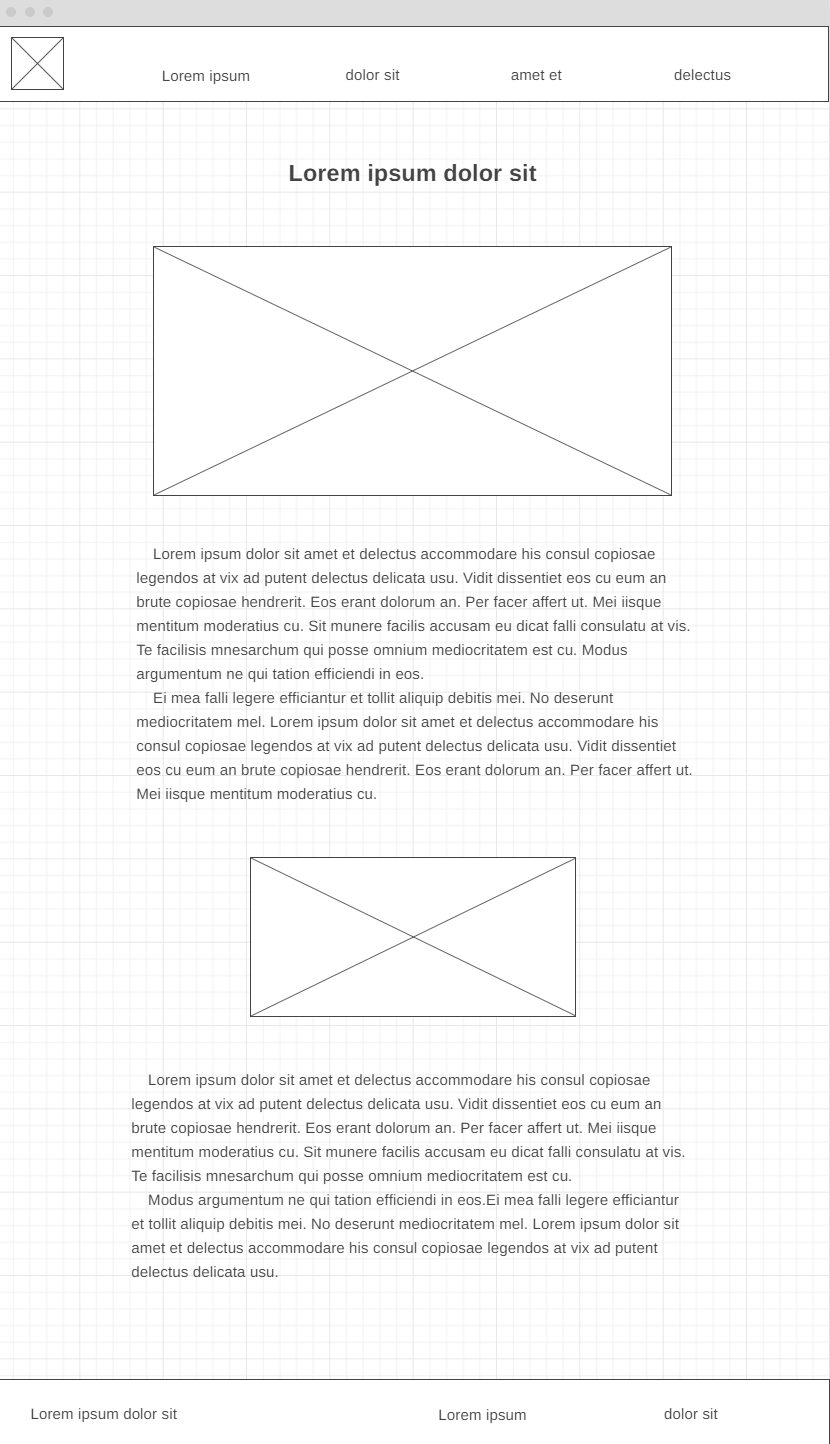 Lorem ipsum dolor sit amet et delectus
Lorem ipsum dolor sit
Lorem ipsum dolor sit amet et delectus accommodare his consul copiosae
legendos at vix ad putent delectus delicata usu. Vidit dissentiet eos cu eum an
brute copiosae hendrerit. Eos erant dolorum an. Per facer affert ut. Mei iisque
mentitum moderatius cu. Sit munere facilis accusam eu dicat falli consulatu at vis.
Te facilisis mnesarchum qui posse omnium mediocritatem est cu. Modus
argumentum ne qui tation efficiendi in eos.
Ei mea falli legere efficiantur et tollit aliquip debitis mei. No deserunt
mediocritatem mel. Lorem ipsum dolor sit amet et delectus accommodare his
consul copiosae legendos at vix ad putent delectus delicata usu. Vidit dissentiet
eos cu eum an brute copiosae hendrerit. Eos erant dolorum an. Per facer affert ut.
Mei iisque mentitum moderatius cu.
Lorem ipsum dolor sit amet et delectus accommodare his consul copiosae
legendos at vix ad putent delectus delicata usu. Vidit dissentiet eos cu eum an
brute copiosae hendrerit. Eos erant dolorum an. Per facer affert ut. Mei iisque
mentitum moderatius cu. Sit munere facilis accusam eu dicat falli consulatu at vis.
Te facilisis mnesarchum qui posse omnium mediocritatem est cu.
Modus argumentum ne qui tation efficiendi in eos.Ei mea falli legere efficiantur
et tollit aliquip debitis mei. No deserunt mediocritatem mel. Lorem ipsum dolor sit
amet et delectus accommodare his consul copiosae legendos at vix ad putent
delectus delicata usu.
Lorem ipsum dolor sit Lorem ipsum dolor sit